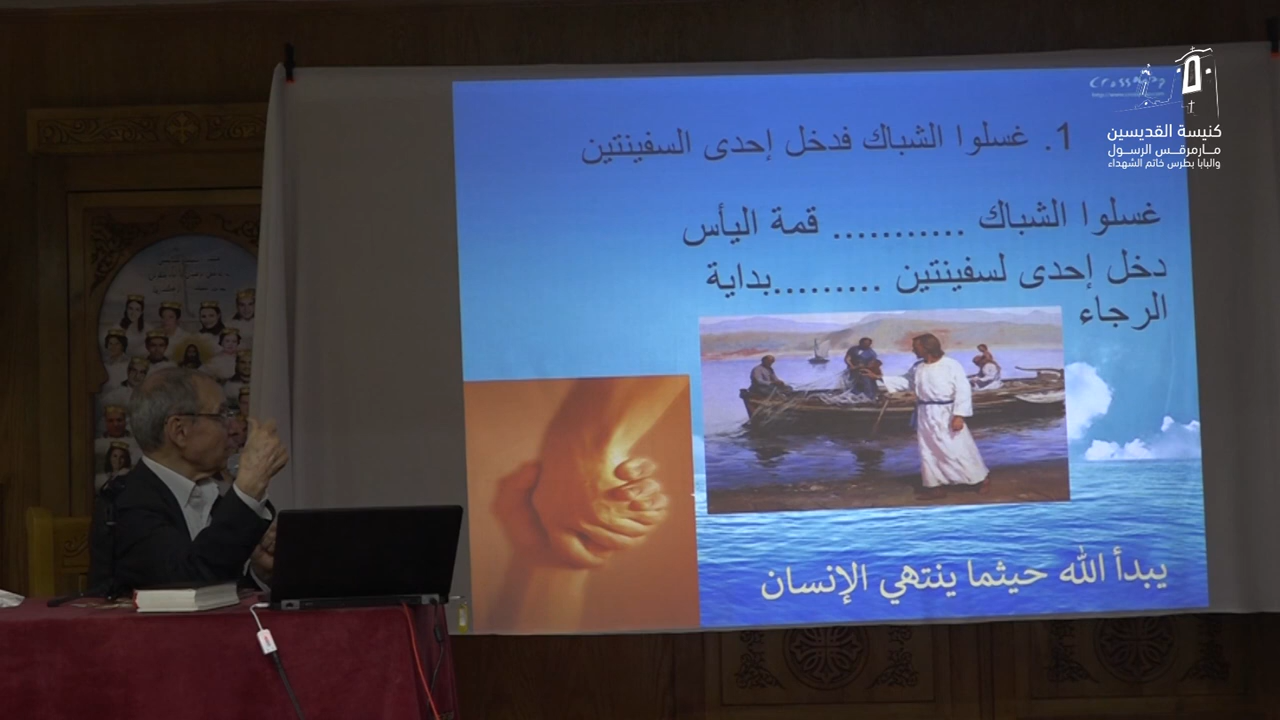 كنيسة القديسين
مارمرقس الرسول
والبابا بطرس خاتم الشهداء
1. غسلوا الشباك فدخل إحدى السفينتين
غسلوا الشباك ........... قمة اليأس
دخل إحدى لسفينتين .........بداية
الرجاء
يبدأ الله حيثما ينتهي الإنسان